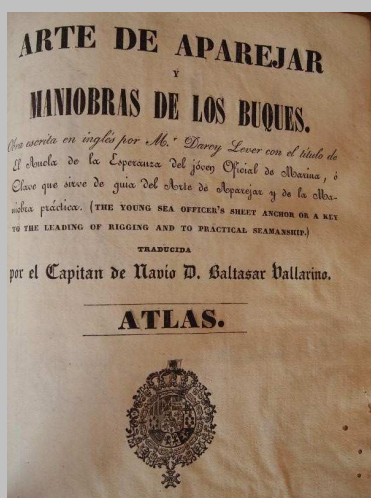 ARTE DE APAREJAR
Y
MANIOBRAS DE LOS BUQUES.
Obra escrita en inglés por M.r Darcy Lever con el título de
El Ancla de la Esperanza del jóven Oficial de Marina, ó
Clave que sirve de guia del Arte de Aparejar y de la Ma-
niobra práctica. (THE YOUNG SEA OFFICER'S SHEET ANCHOR OR A KEY
TO THE LEADING OF RIGGING AND TO PRACTICAL SEAMANSHIP.)
TRADUCIDA
por el Capitan de Navio D. Baltasar Vallarino.
ATLAS.